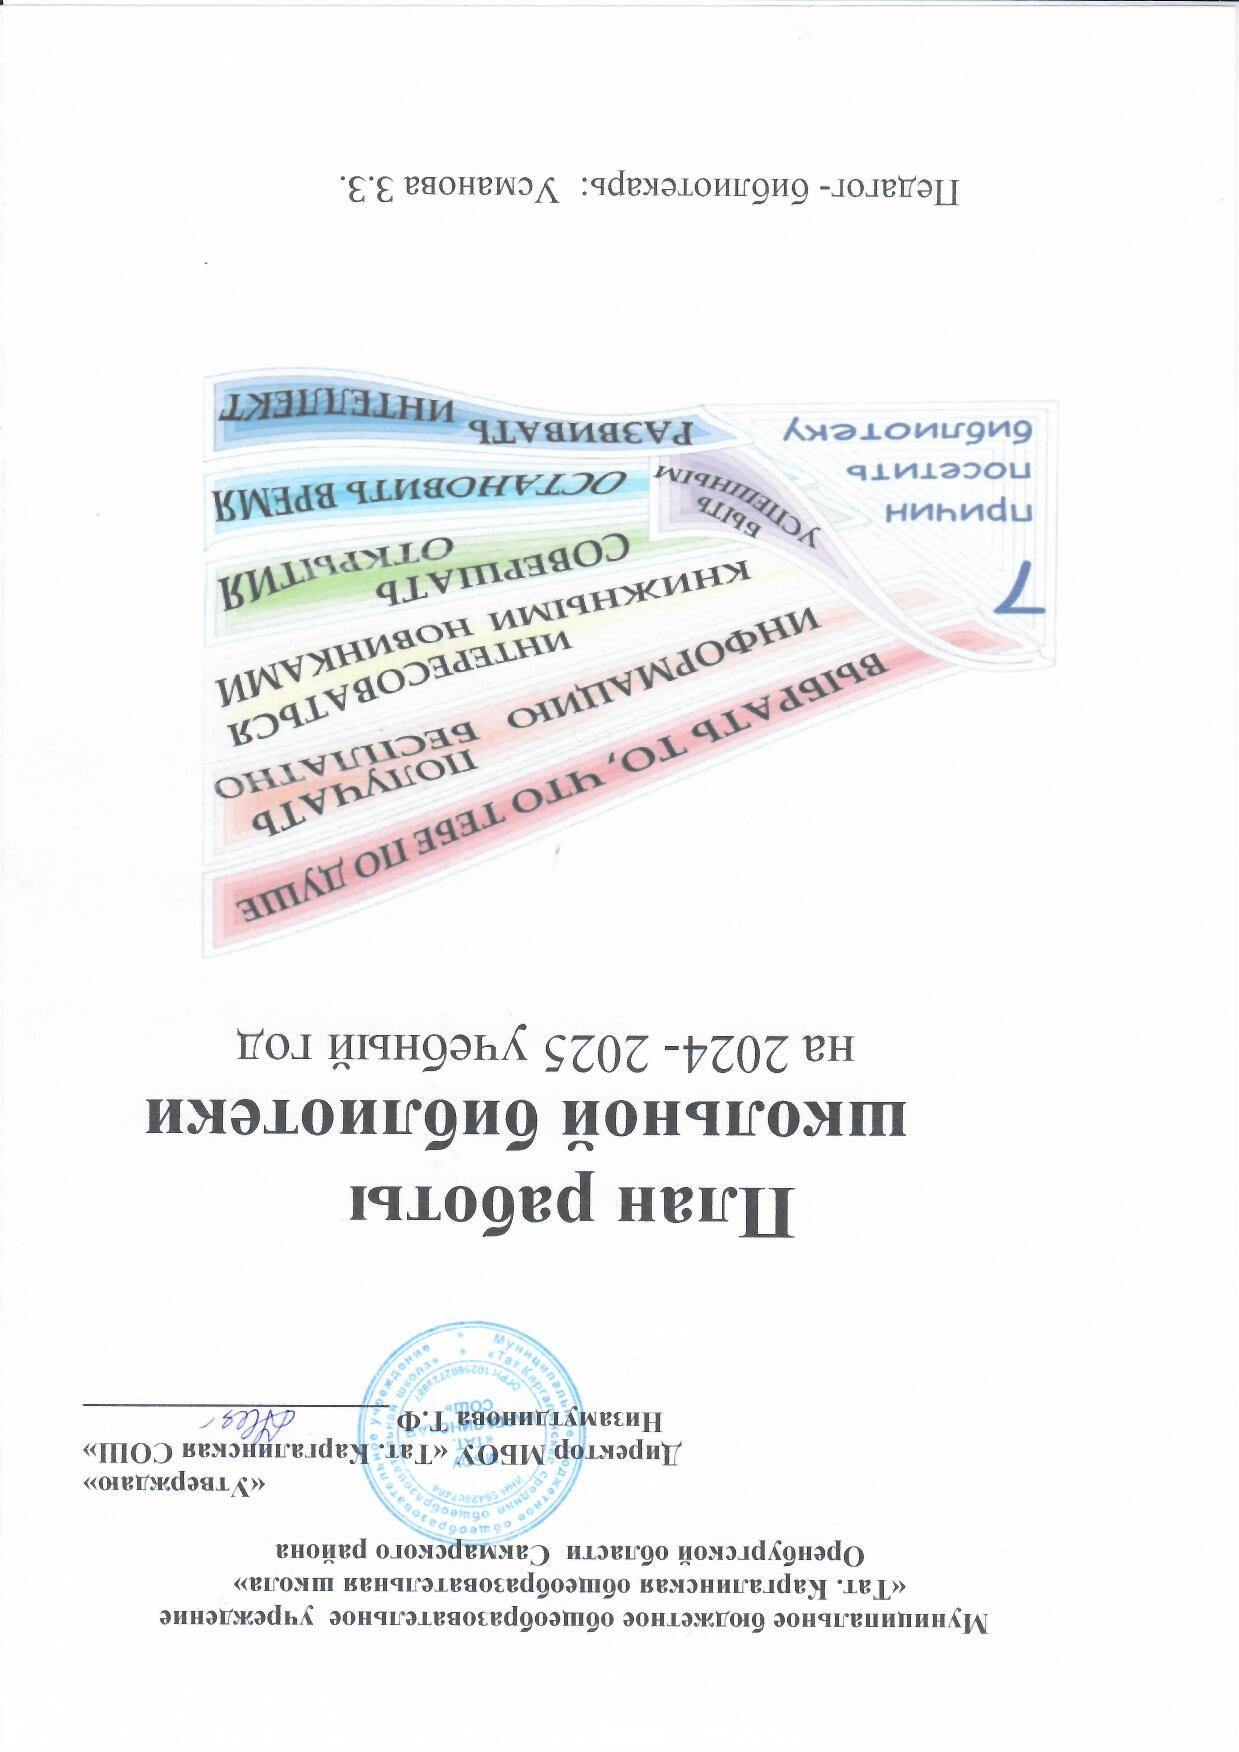 Муниципальное бюджетное общеобразовательное учреждение
«Тат. Каргалинская общеобразовательная школа»
Оренбургской области Сакмарского района
«Утверждаю»
Директор МБОУ «Тат. Каргалинская СОШ»
Низамутдинова Т.Ф
План работы
школьной библиотеки
на 2024- 2025 учебный год
ВЫБРАТЬ ТО, ЧТО ТЕБЕ ПО ДУШЕ
ПОЛУЧАТЬ
ИНФОРМАЦИЮ БЕСПЛАТНО
ИНТЕРЕСОВАТЬСЯ
КНИЖНЫМИ НОВИНКАМИ
СОВЕРШАТЬ
ОТКРЫТИЯ
ОСТАНОВИТЬ ВРЕМЯ
РАЗВИВАТЬ ИНТЕЛЛЕКТ
БЫТЬ
УСПЕШНЫМ
7
причин
посетить
библиотеку
Педагог- библиотекарь: Усманова З.З.